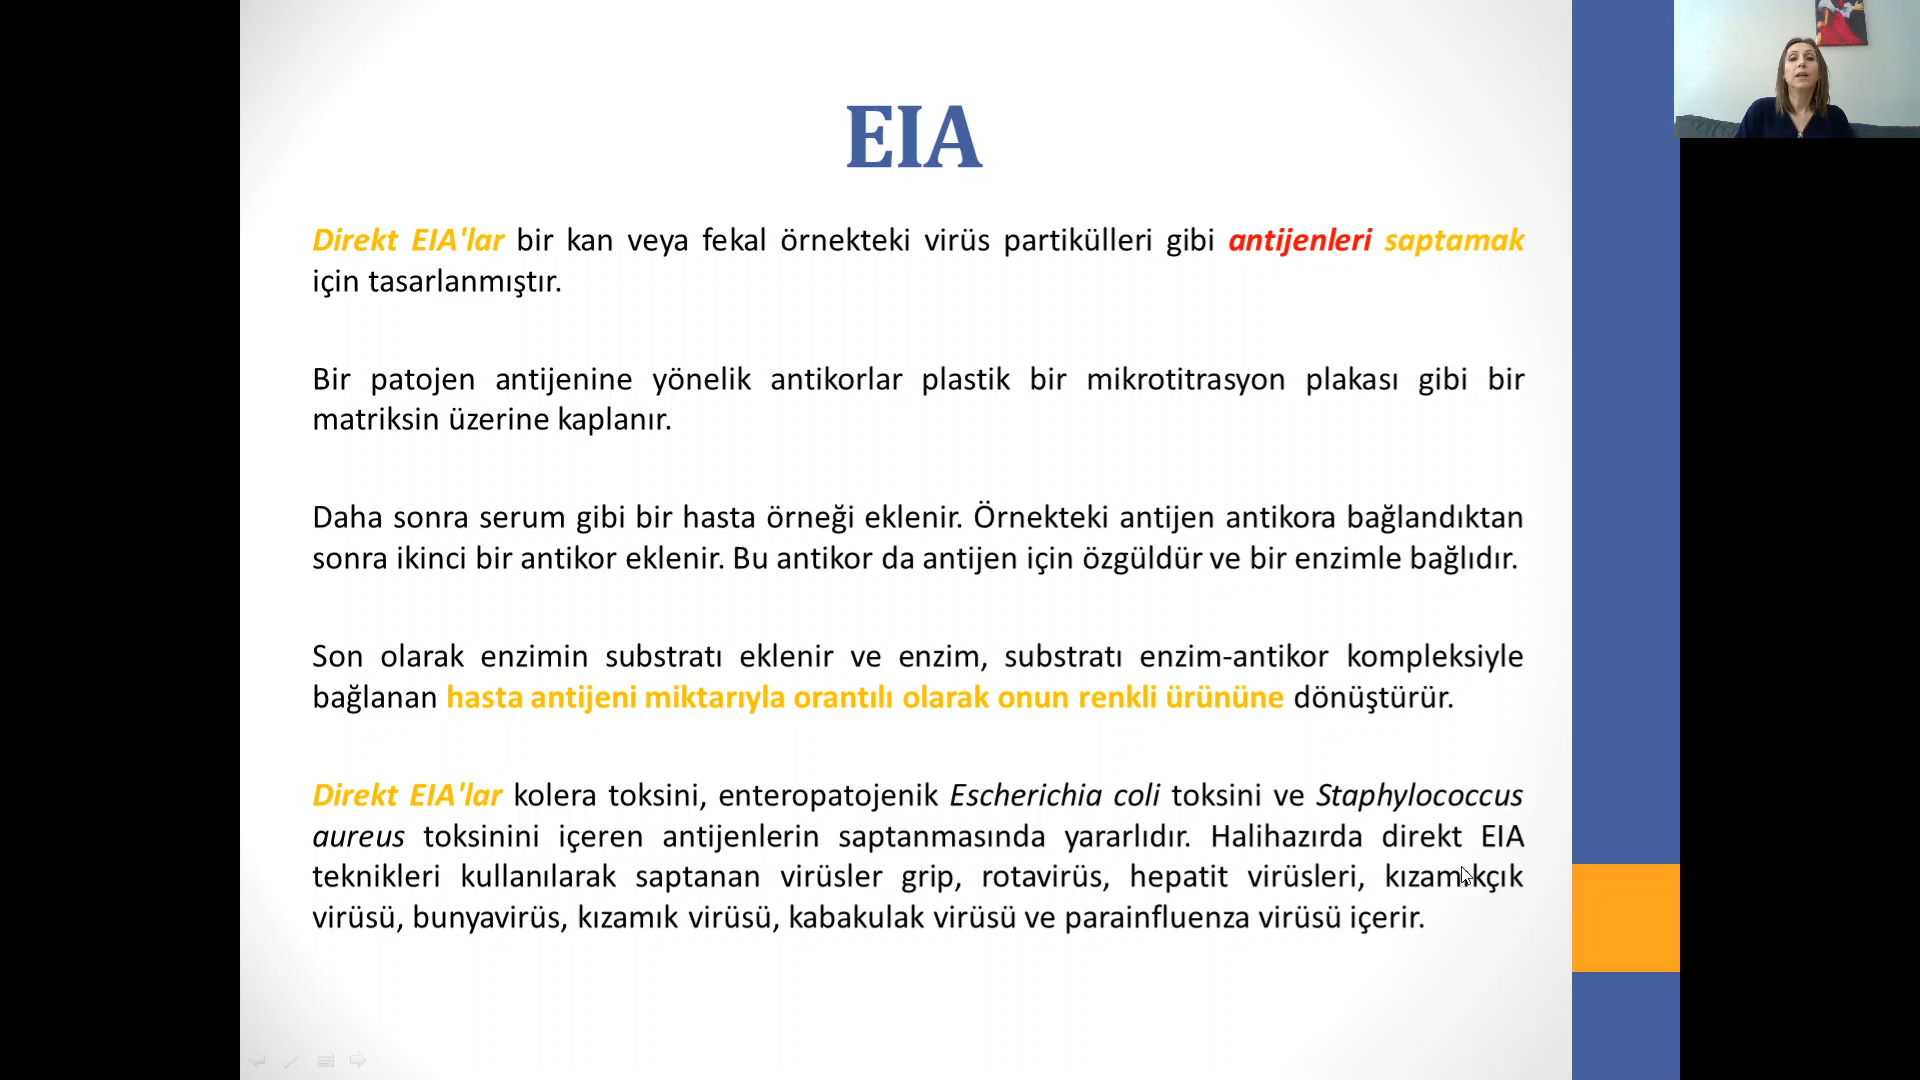 EIA
Direkt EIA'lar bir kan veya fekal örnekteki virüs partikülleri gibi antijenleri saptamak
için tasarlanmıştır.
Bir patojen antijenine yönelik antikorlar plastik bir mikrotitrasyon plakası gibi bir
matriksin üzerine kaplanır.
Daha sonra serum gibi bir hasta örneği eklenir. Örnekteki antijen antikora bağlandıktan
sonra ikinci bir antikor eklenir. Bu antikor da antijen için özgüldür ve bir enzimle bağlıdır.
Son olarak enzimin substratı eklenir ve enzim, substratı enzim-antikor kompleksiyle
bağlanan hasta antijeni miktarıyla orantılı olarak onun renkli ürününe dönüştürür.
Direkt EIA'lar kolera toksini, enteropatojenik Escherichia coli toksini ve Staphylococcus
aureus toksinini içeren antijenlerin saptanmasında yararlıdır. Halihazırda direkt EIA
teknikleri kullanılarak saptanan virüsler grip, rotavirüs, hepatit virüsleri, kızamıkçık
virüsü, bunyavirüs, kızamık virüsü, kabakulak virüsü ve parainfluenza virüsü içerir.